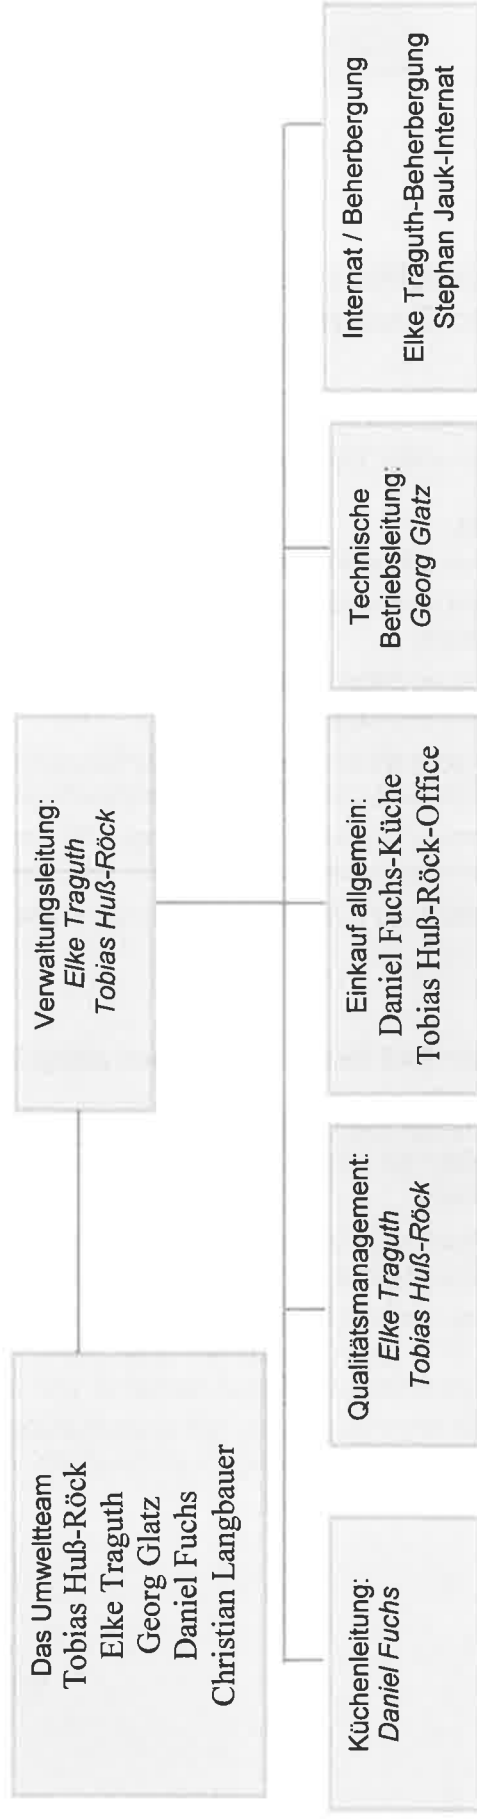 Das Umweltteam
Tobias Huß-Röck
Elke Traguth
Georg Glatz
Daniel Fuchs
Christian Langbauer
Verwaltungsleitung:
Elke Traguth
Tobias Huß-Röck
Küchenleitung:
Daniel Fuchs
Qualitätsmanagement:
Elke Traguth
Tobias Huß-Röck
Einkauf allgemein:
Daniel Fuchs-Küche
Tobias Huß-Röck-Office
Technische
Betriebsleitung:
Georg Glatz
Internat / Beherbergung
Elke Traguth-Beherbergung
Stephan Jauk-Internat